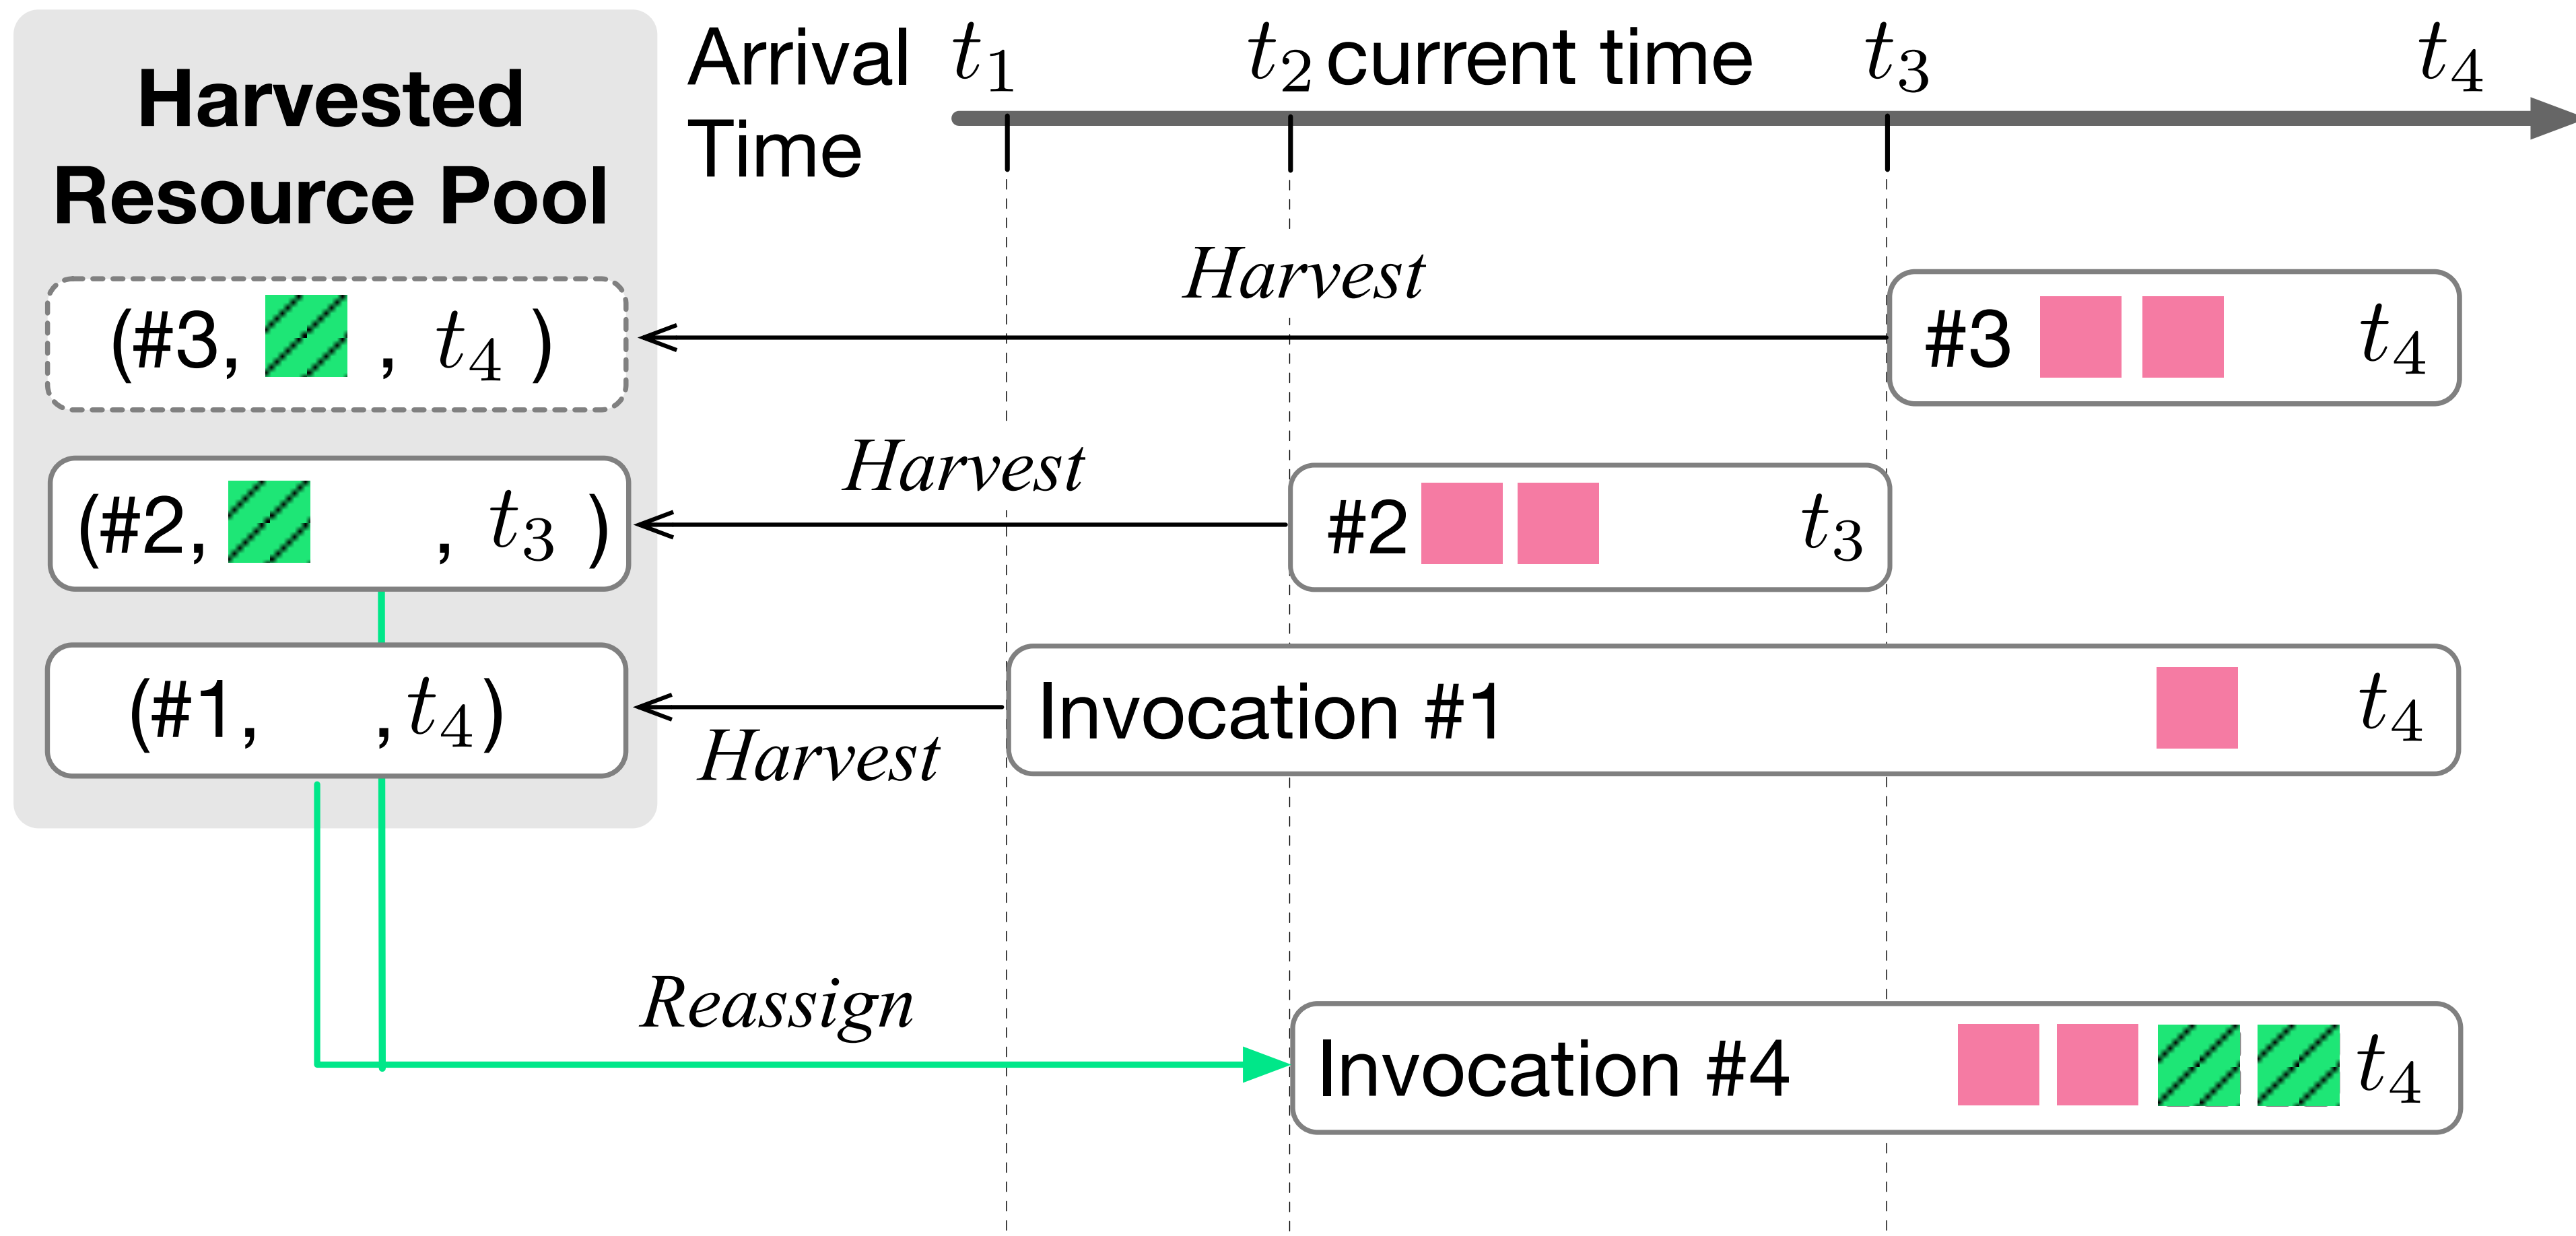 Harvested
Resource Pool
Arrival
Time
t1
t2 current time
t3
t4
Harvest
(#3, , t4 )
#3 t4
Harvest
(#2, , t3 )
#2 t3
(#1, ,t4)
Harvest
Invocation #1 t4
Reassign
Invocation #4 t4